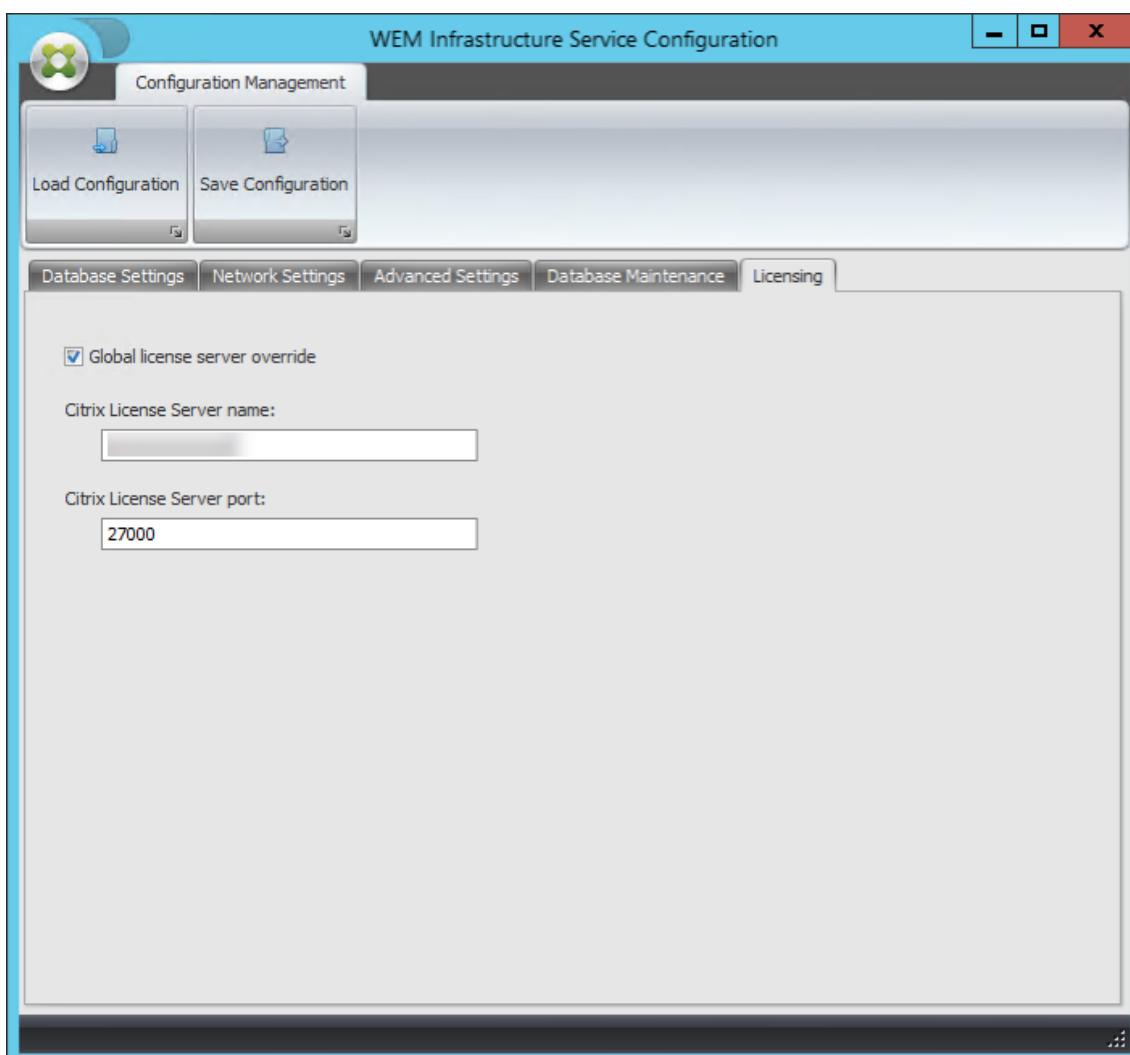 WEM Infrastructure Service Configuration
Configuration Management
Load Configuration Save Configuration
Database Settings Network Settings Advanced Settings Database Maintenance Licensing
Global license server override
Citrix License Server name:
Citrix License Server port:
27000